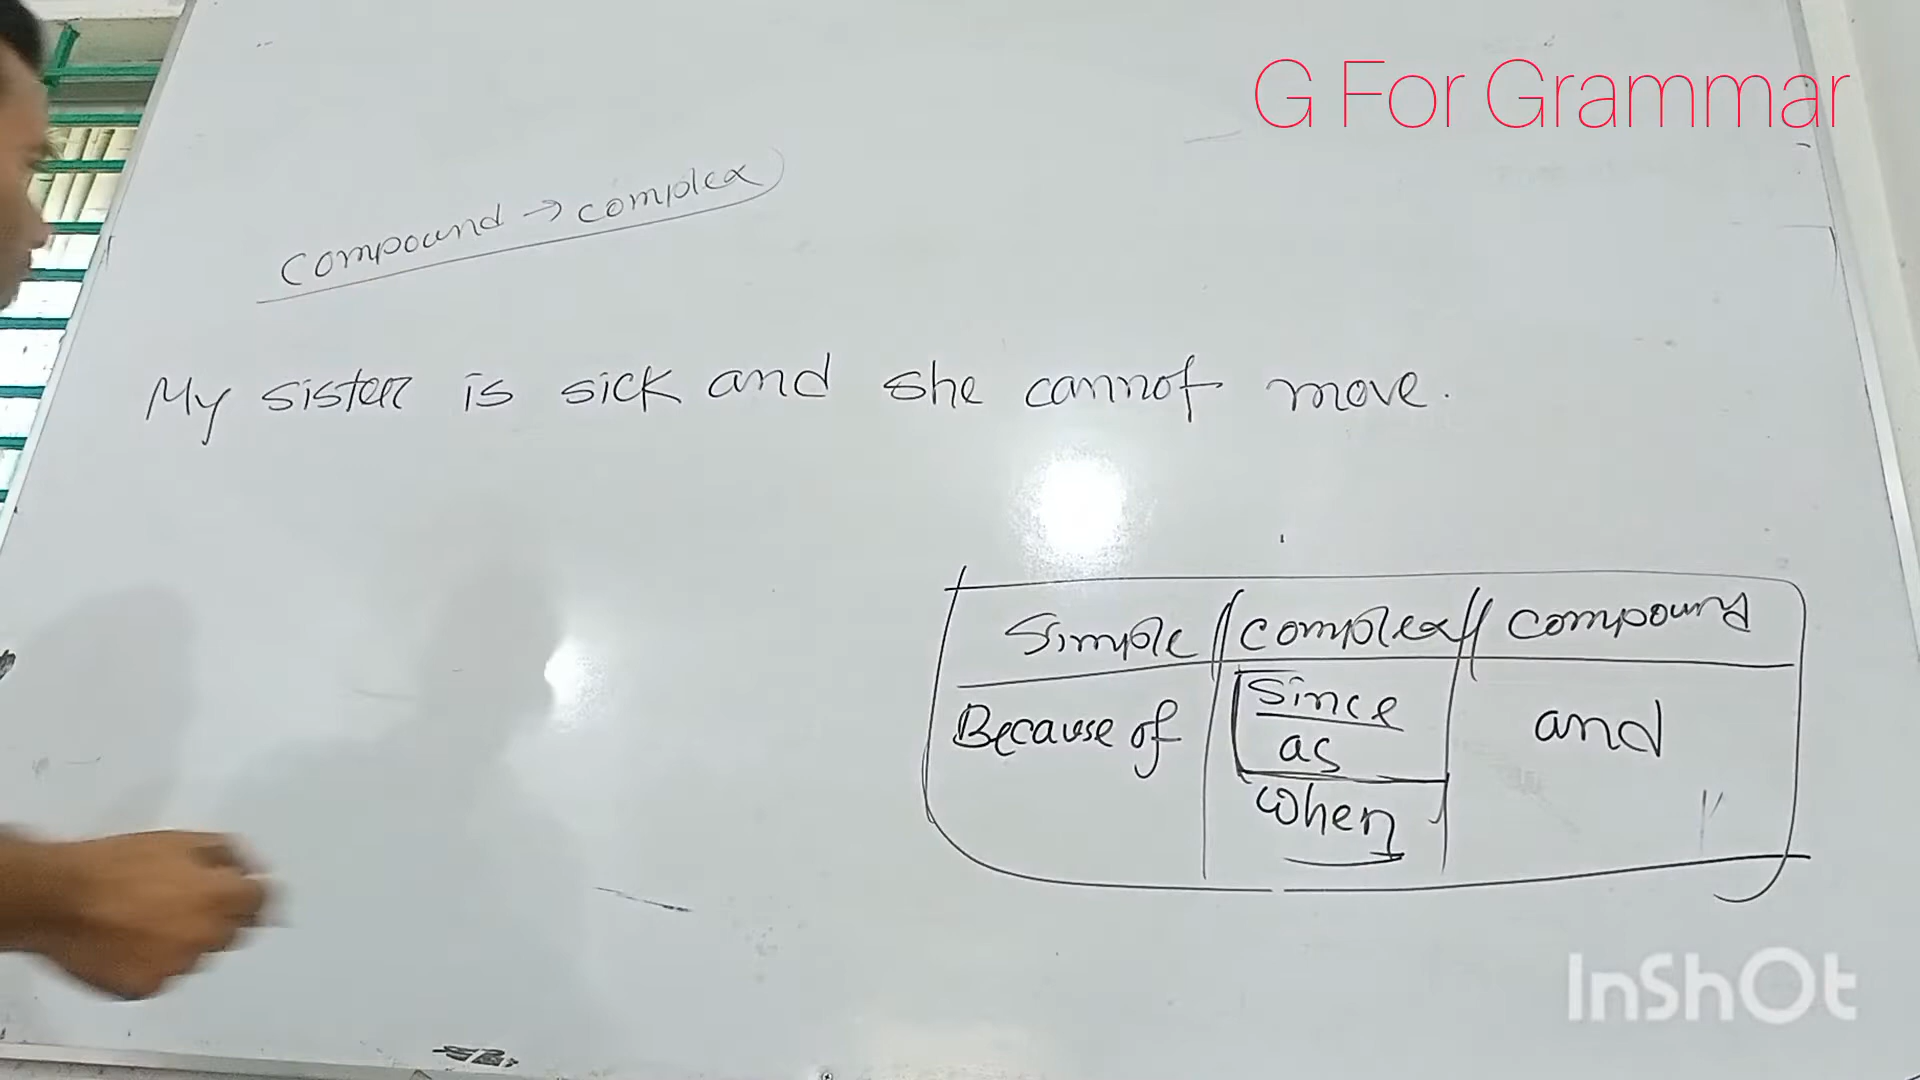 G For Grammar
compound → complex
My sister is sick and she cannot move.
Simple complex compound
Because of since and
as
when
InShOt